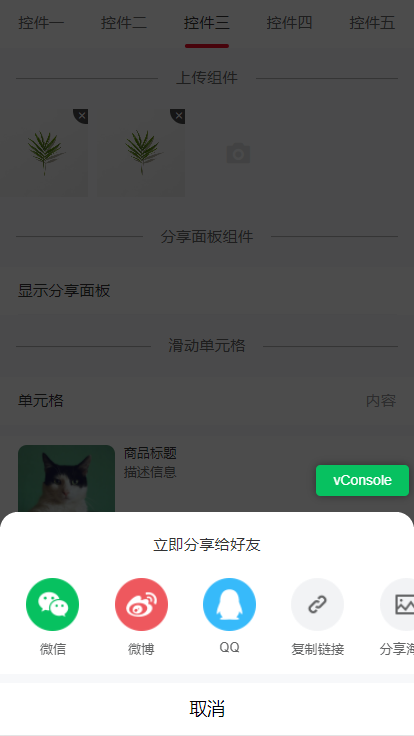 控件一 控件二 控件三 控件四 控件五
上传组件
分享面板组件
显示分享面板
滑动单元格
单元格 内容
商品标题
描述信息
vConsole
立即分享给好友
微信 微博 QQ 复制链接 分享海
取消